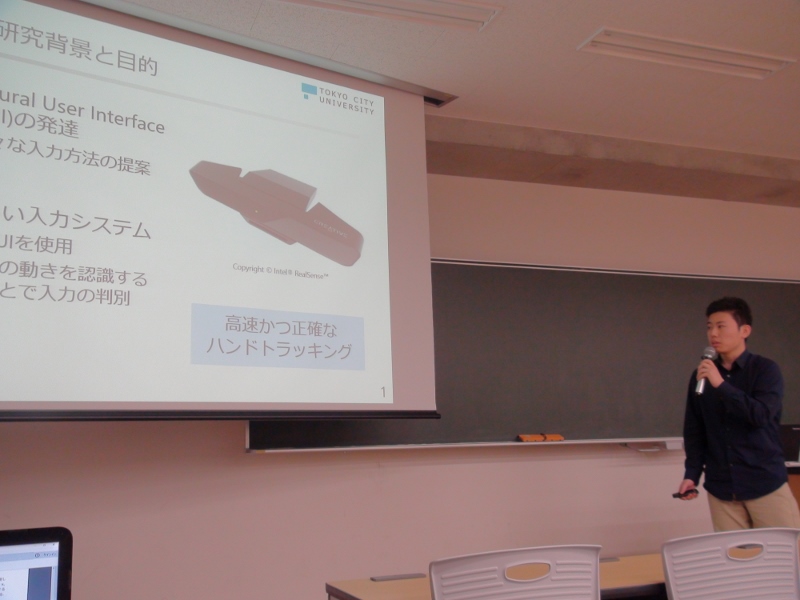 研究背景と目的
TOKYO CITY
UNIVERSITY
ural User Interface
I)の発達
な入力方法の提案
い入力システム
UIを使用
の動きを認識する
とで入力の判別
Copyright © Intel® RealSense™
高速かつ正確な
ハンドトラッキング
1